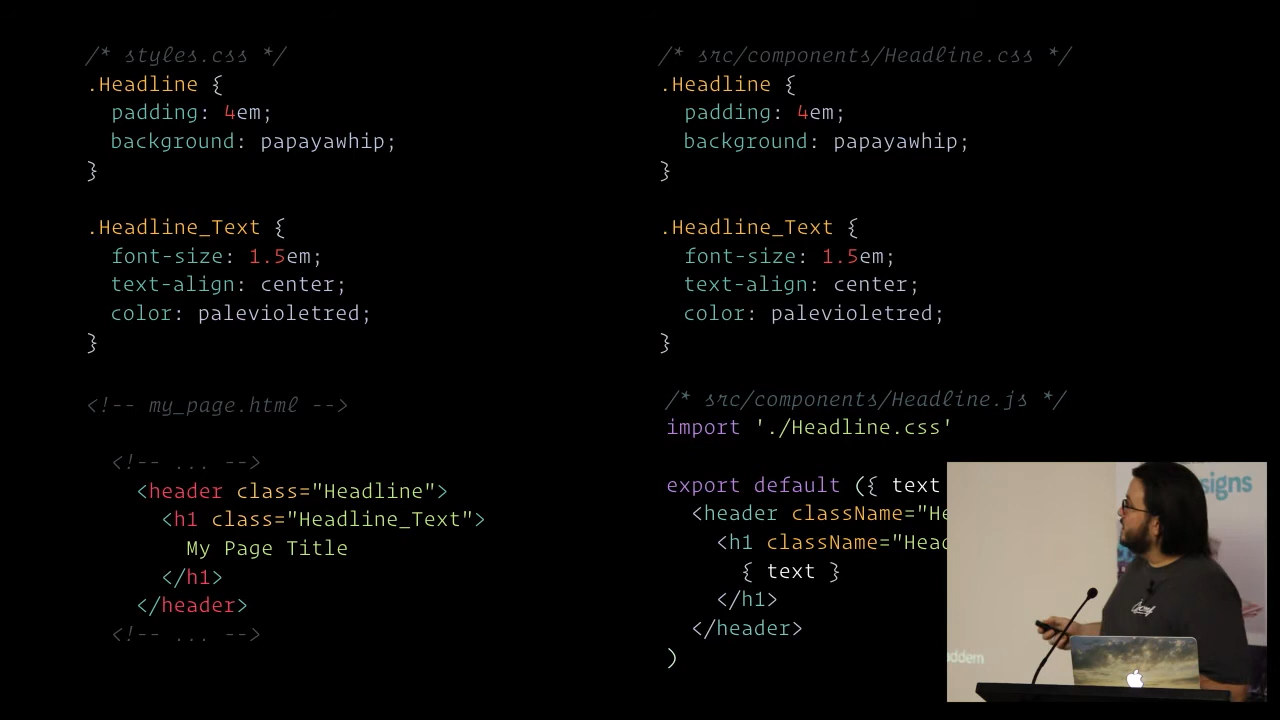 /* styles.css */
.Headline {
  padding: 4em;
  background: papayawhip;
}

.Headline_Text {
  font-size: 1.5em;
  text-align: center;
  color: palevioletred;
}

<!-- my_page.html -->

  <!-- ... -->
    <header class="Headline">
      <h1 class="Headline_Text">
        My Page Title
      </h1>
    </header>
  <!-- ... -->

/* src/components/Headline.css */
.Headline {
  padding: 4em;
  background: papayawhip;
}

.Headline_Text {
  font-size: 1.5em;
  text-align: center;
  color: palevioletred;
}

/* src/components/Headline.js */
import './Headline.css'

export default ({ text
  <header className="He
    <h1 className="Head
      { text }
    </h1>
  </header>
)
signs
addern